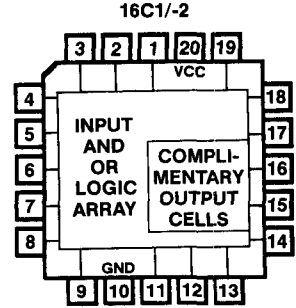 16C1/-2
3 2 1 20 19
VCC
4 18
5 17
6 16
7 15
8 14
INPUT
AND
OR
LOGIC
ARRAY
COMPLI-
MENTARY
OUTPUT
CELLS
GND
9 10 11 12 13